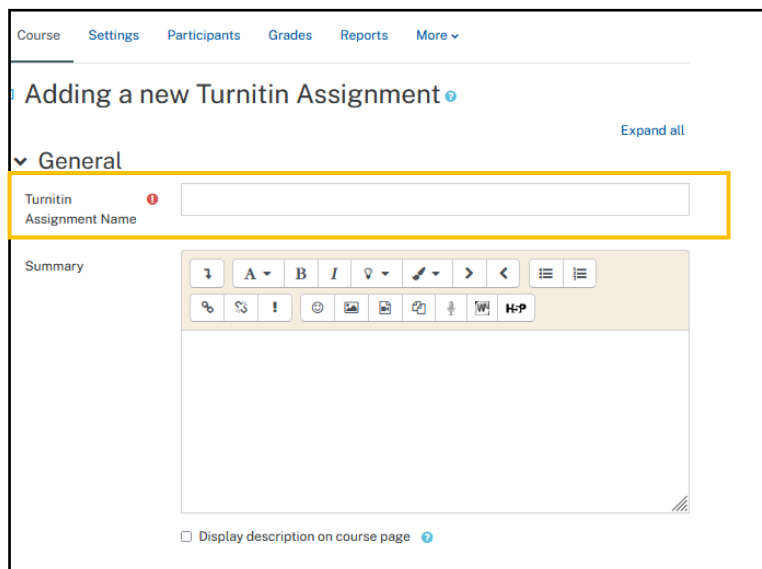 Course Settings Participants Grades Reports More
Adding a new Turnitin Assignment
Expand all
General
Turnitin
Assignment Name
Summary
A B I
H-P
Display description on course page